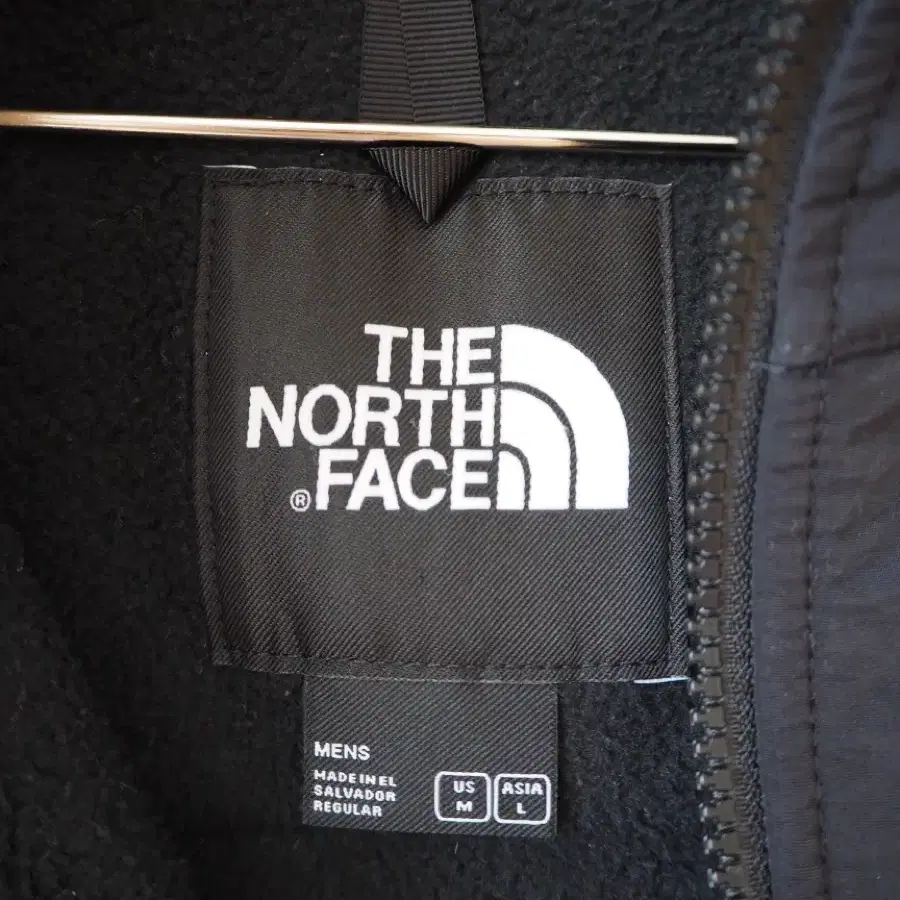 THE
NORTH
® FACE
MENS
MADE IN EL
SALVADOR
REGULAR
US
M
ASIA
L